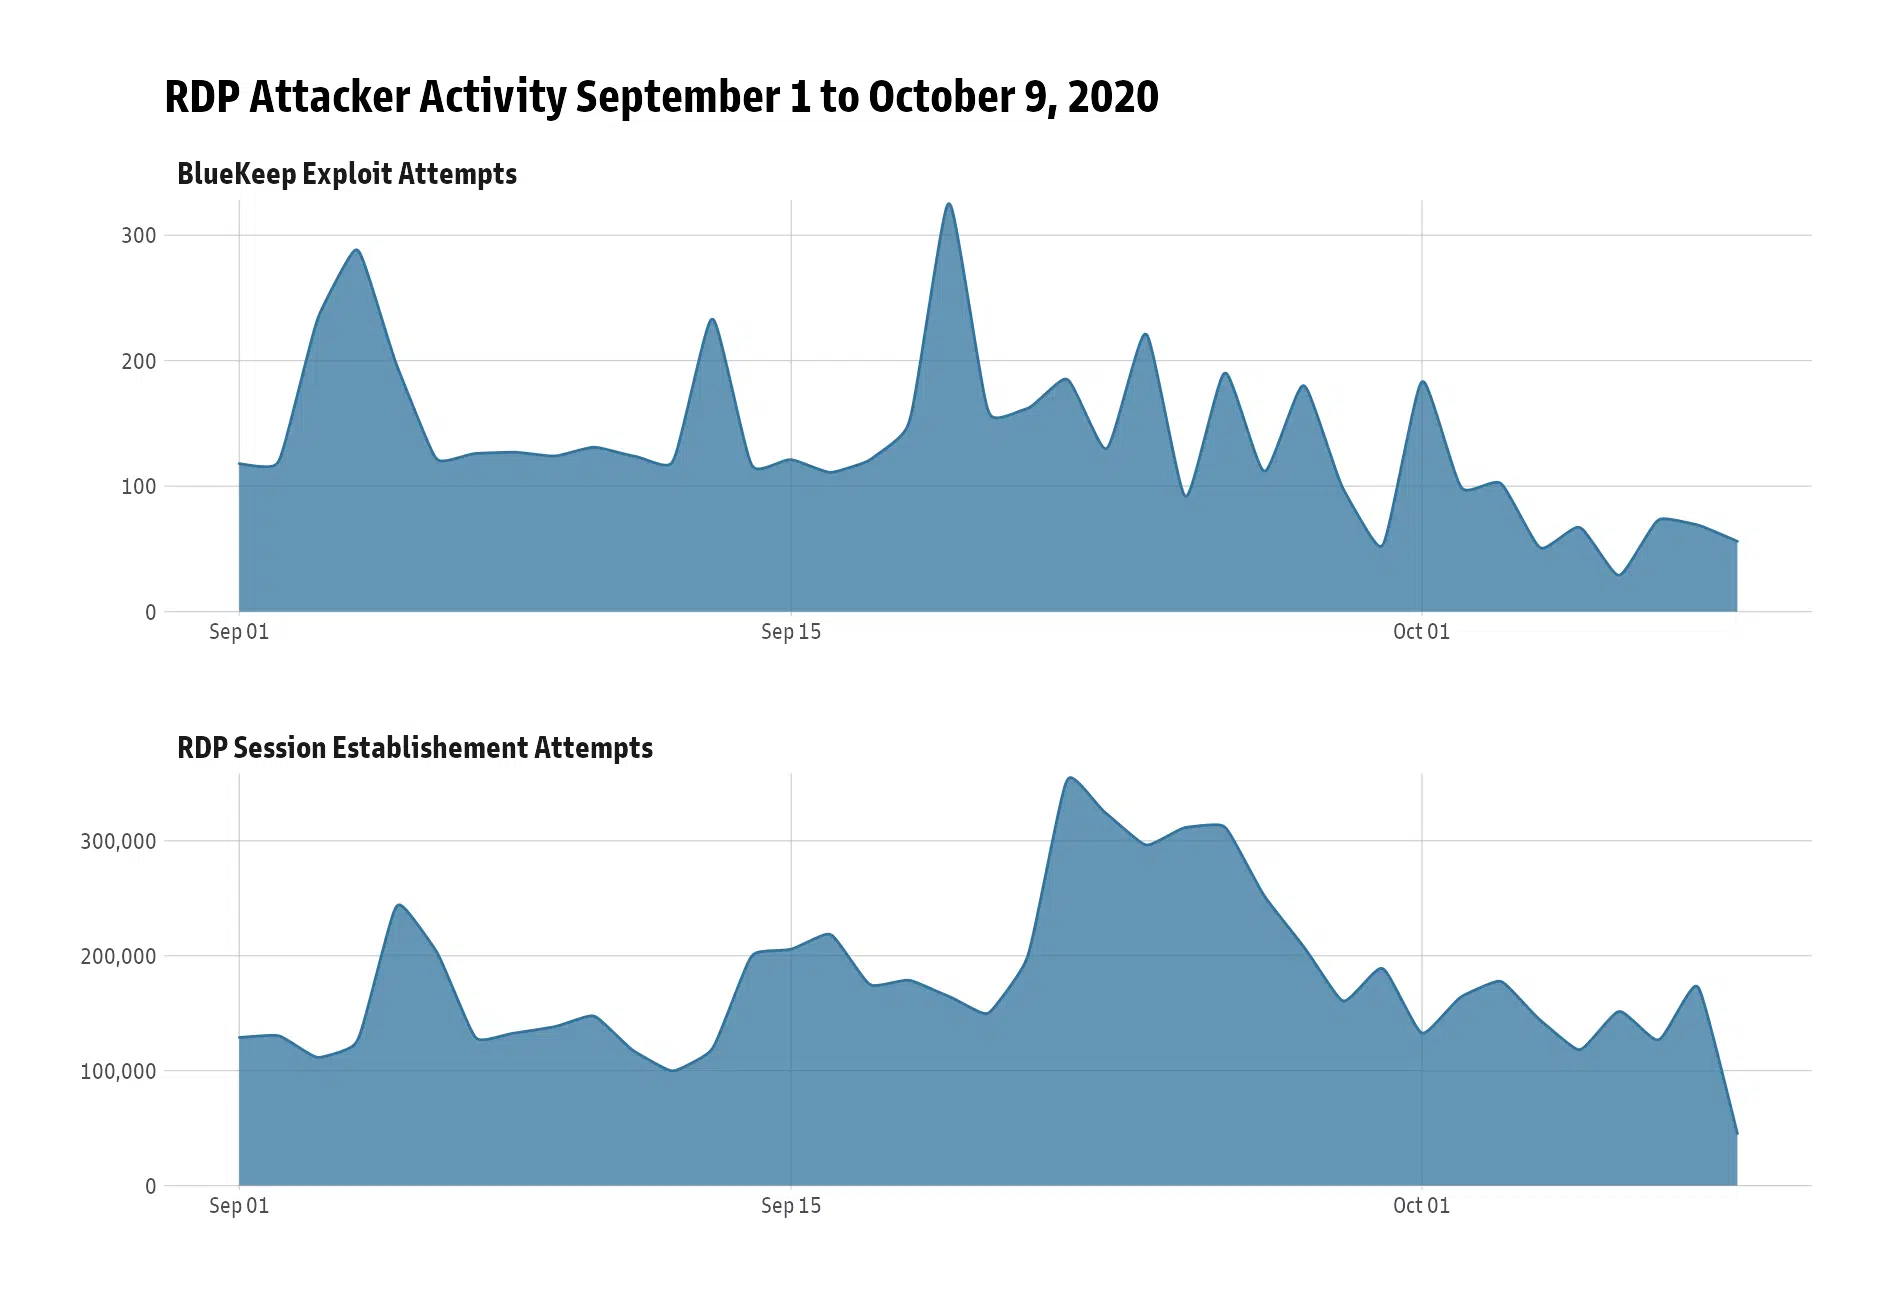 RDP Attacker Activity September 1 to October 9, 2020
BlueKeep Exploit Attempts
300
200
100
0
Sep 01 Sep 15 Oct 01
RDP Session Establishement Attempts
300,000
200,000
100,000
0
Sep 01 Sep 15 Oct 01